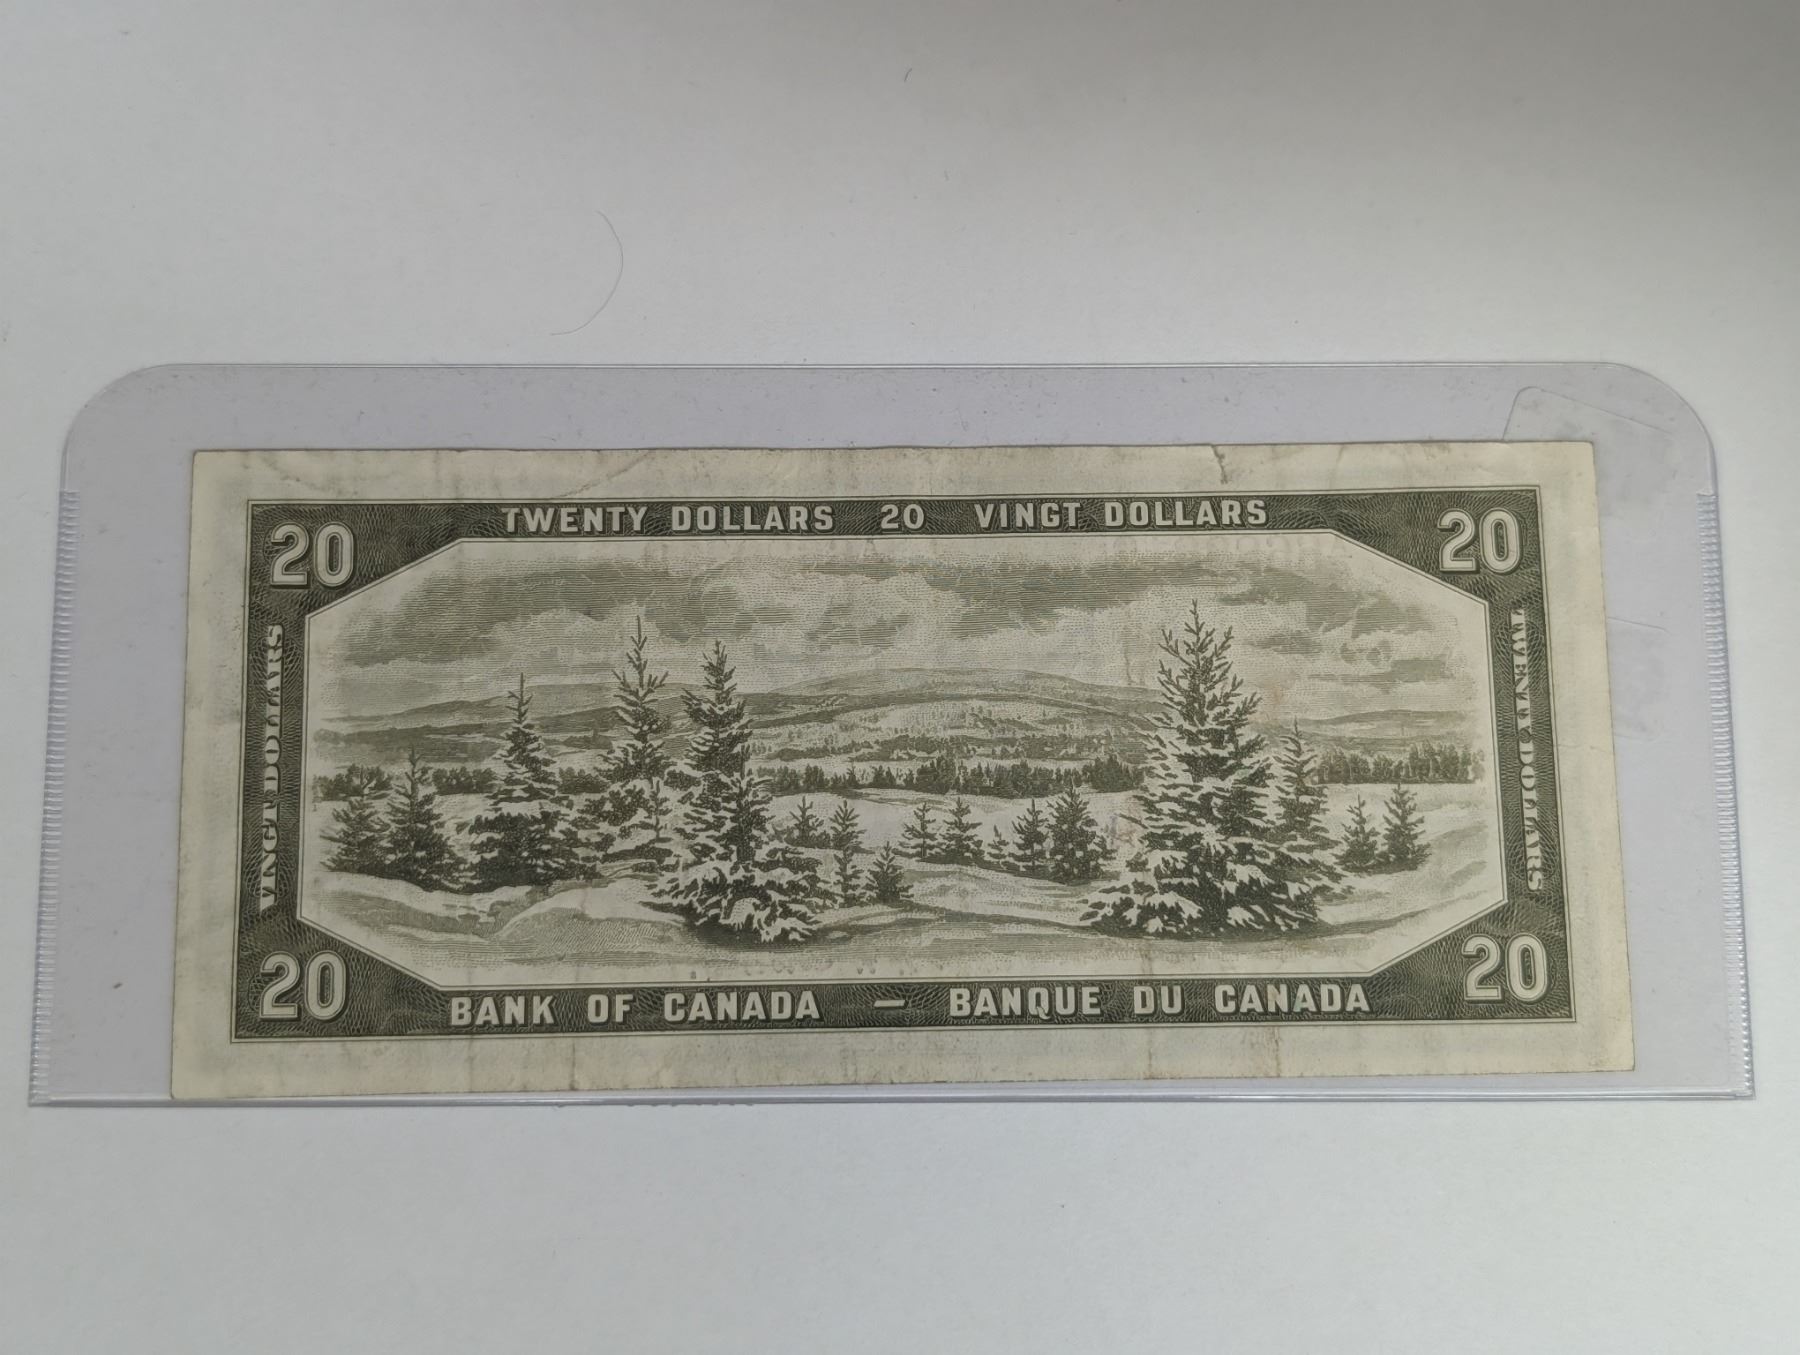 TWENTY DOLLARS 20 VINGT DOLLARS
20
20
VINGT DOLLARS
TWENTY DOLLARS
20
20
BANK OF CANADA — BANQUE DU CANADA